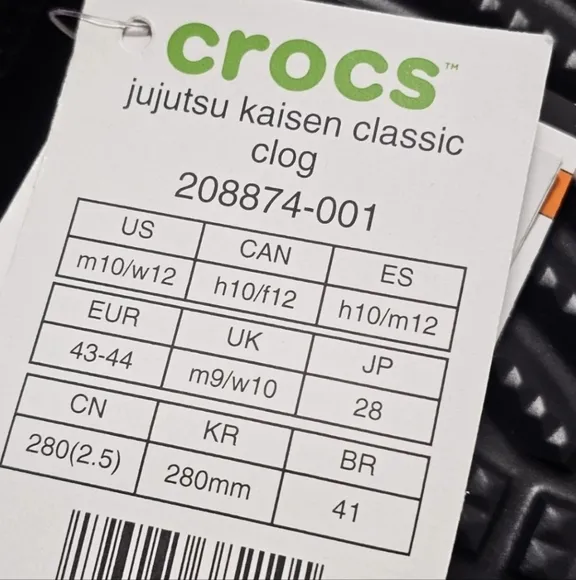 crocs™
jujutsu kaisen classic
clog
208874-001
US CAN ES
m10/w12 h10/f12 h10/m12
EUR UK JP
43-44 m9/w10 28
CN KR BR
280(2.5) 280mm 41